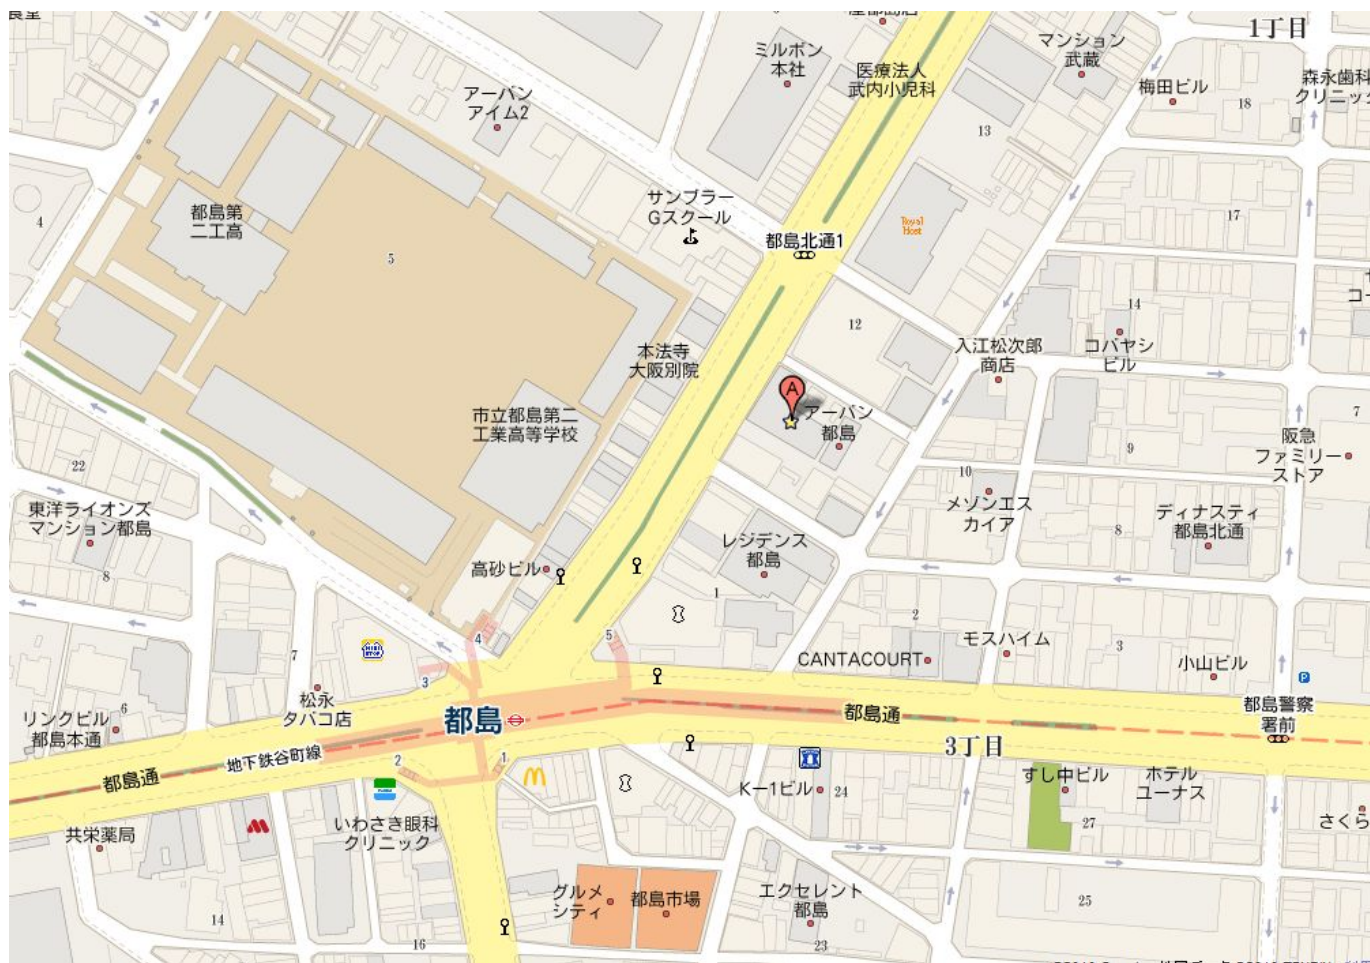 1丁目
マンション
武蔵
ミルボン
本社
医療法人
武内小児科
梅田ビル
森永歯科
クリニック
アーバン
アイム2
18
13
サンブラー
Gスクール
都島第
二工高
4
5
17
Royal
Host
都島北通1
14
12
本法寺
大阪別院
入江松次郎
商店
コバヤシ
ビル
A
アーバン
都島
市立都島第二
工業高等学校
7
9
阪急
ファミリー
ストア
22
10
メゾンエス
カイア
東洋ライオンズ
マンション都島
8
8
ディナスティ
都島北通
レジデンス
都島
高砂ビル
1
2
3
4
5
モスハイム
CANTACOURT
小山ビル
P
7
3
松永
タバコ店
6
リンクビル
都島本通
都島
都島通
都島警察
署前
地下鉄谷町線
3丁目
都島通
2
1
K-1ビル
24
すし中ビル
ホテル
ユーナス
27
さくら
共栄薬局
いわさき眼科
クリニック
グルメ
シティ
都島市場
エクセレント
都島
25
14
16
23